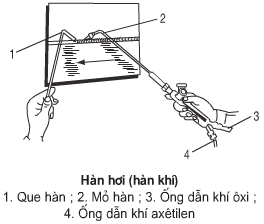 1
2
3
4
Hàn hơi (hàn khí)
1. Que hàn ; 2. Mỏ hàn ; 3. Ống dẫn khí ôxi ;
4. Ống dẫn khí axêtilen